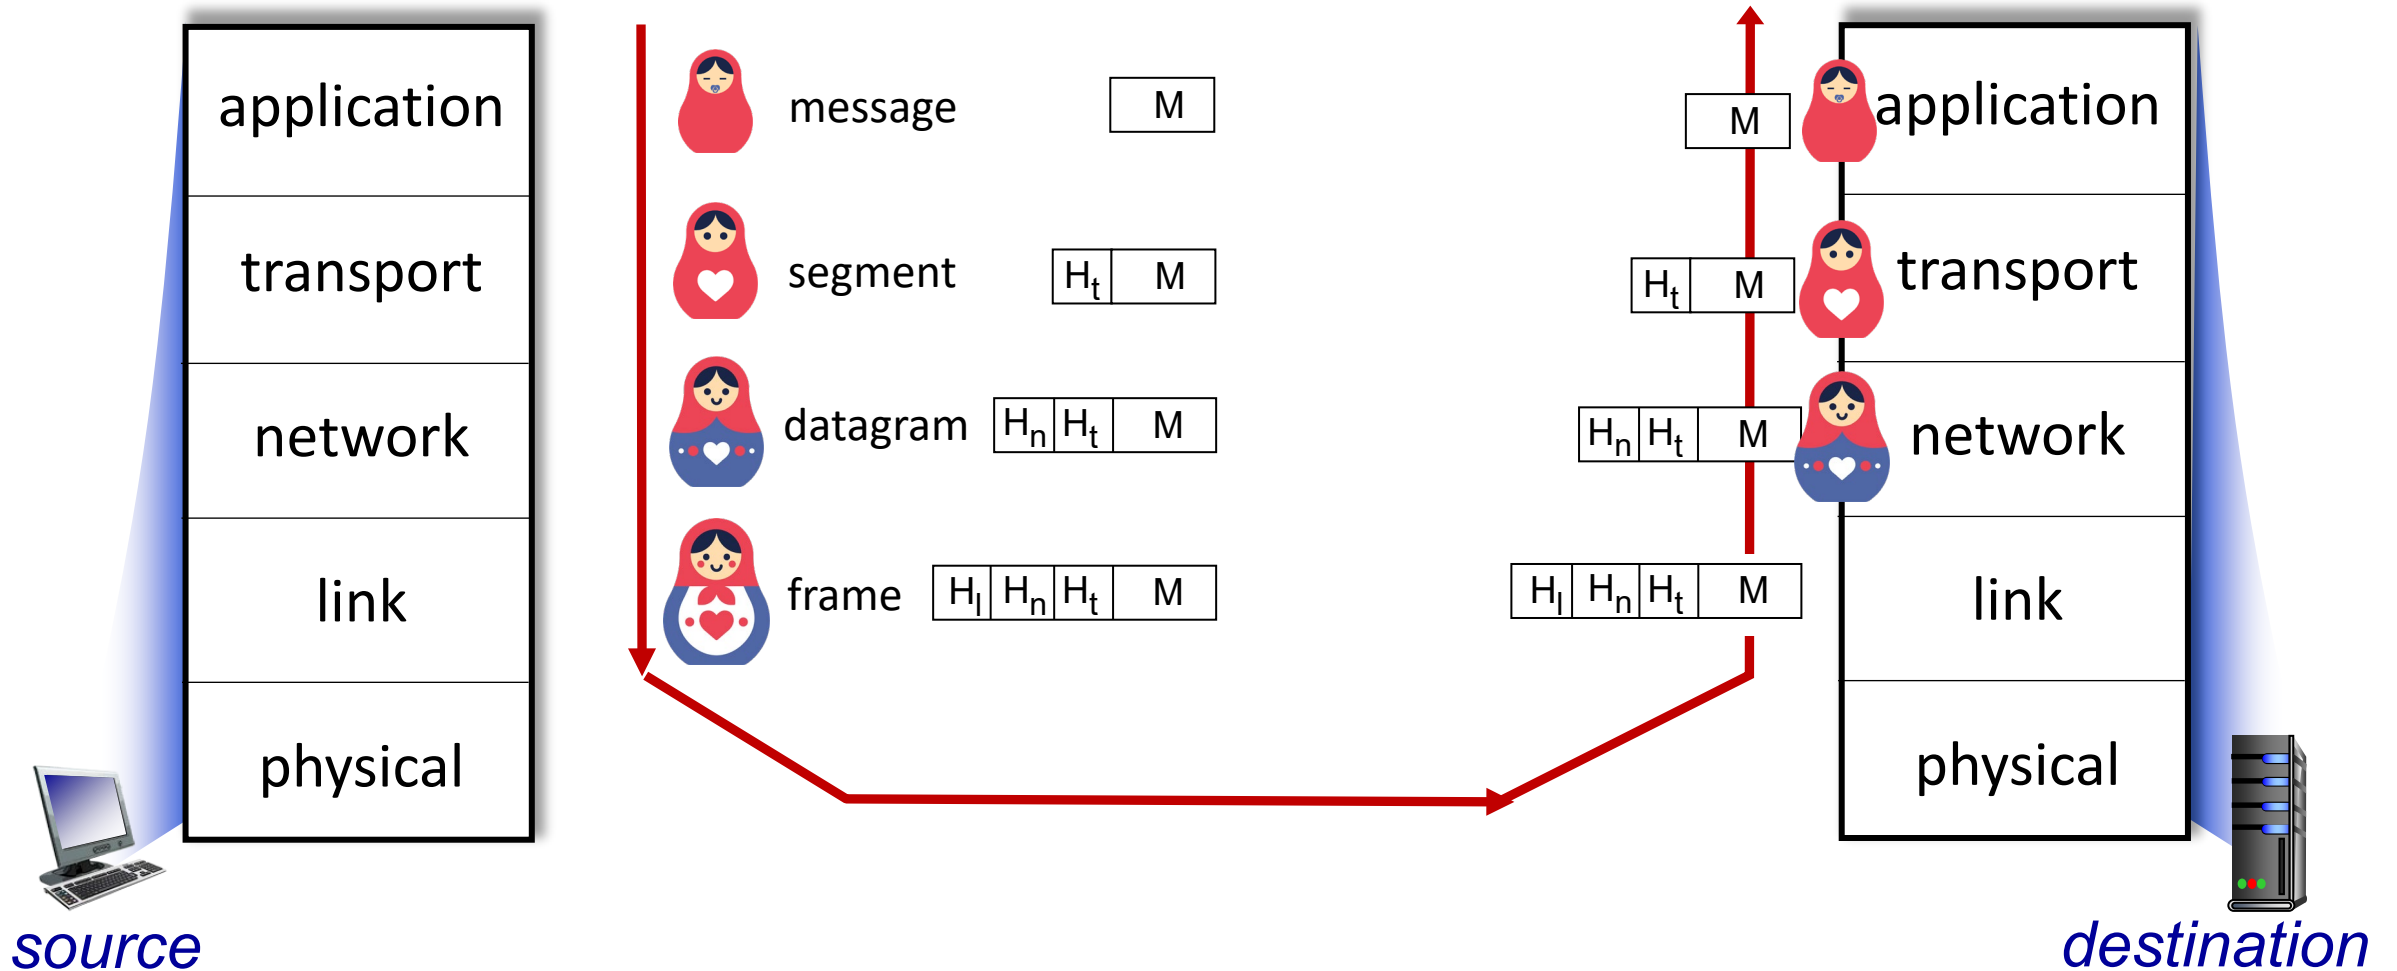 application
transport
network
link
physical
source
message M
segment Ht M
datagram Hn Ht M
frame Hl Hn Ht M
M
Ht M
Hn Ht M
Hl Hn Ht M
application
transport
network
link
physical
destination